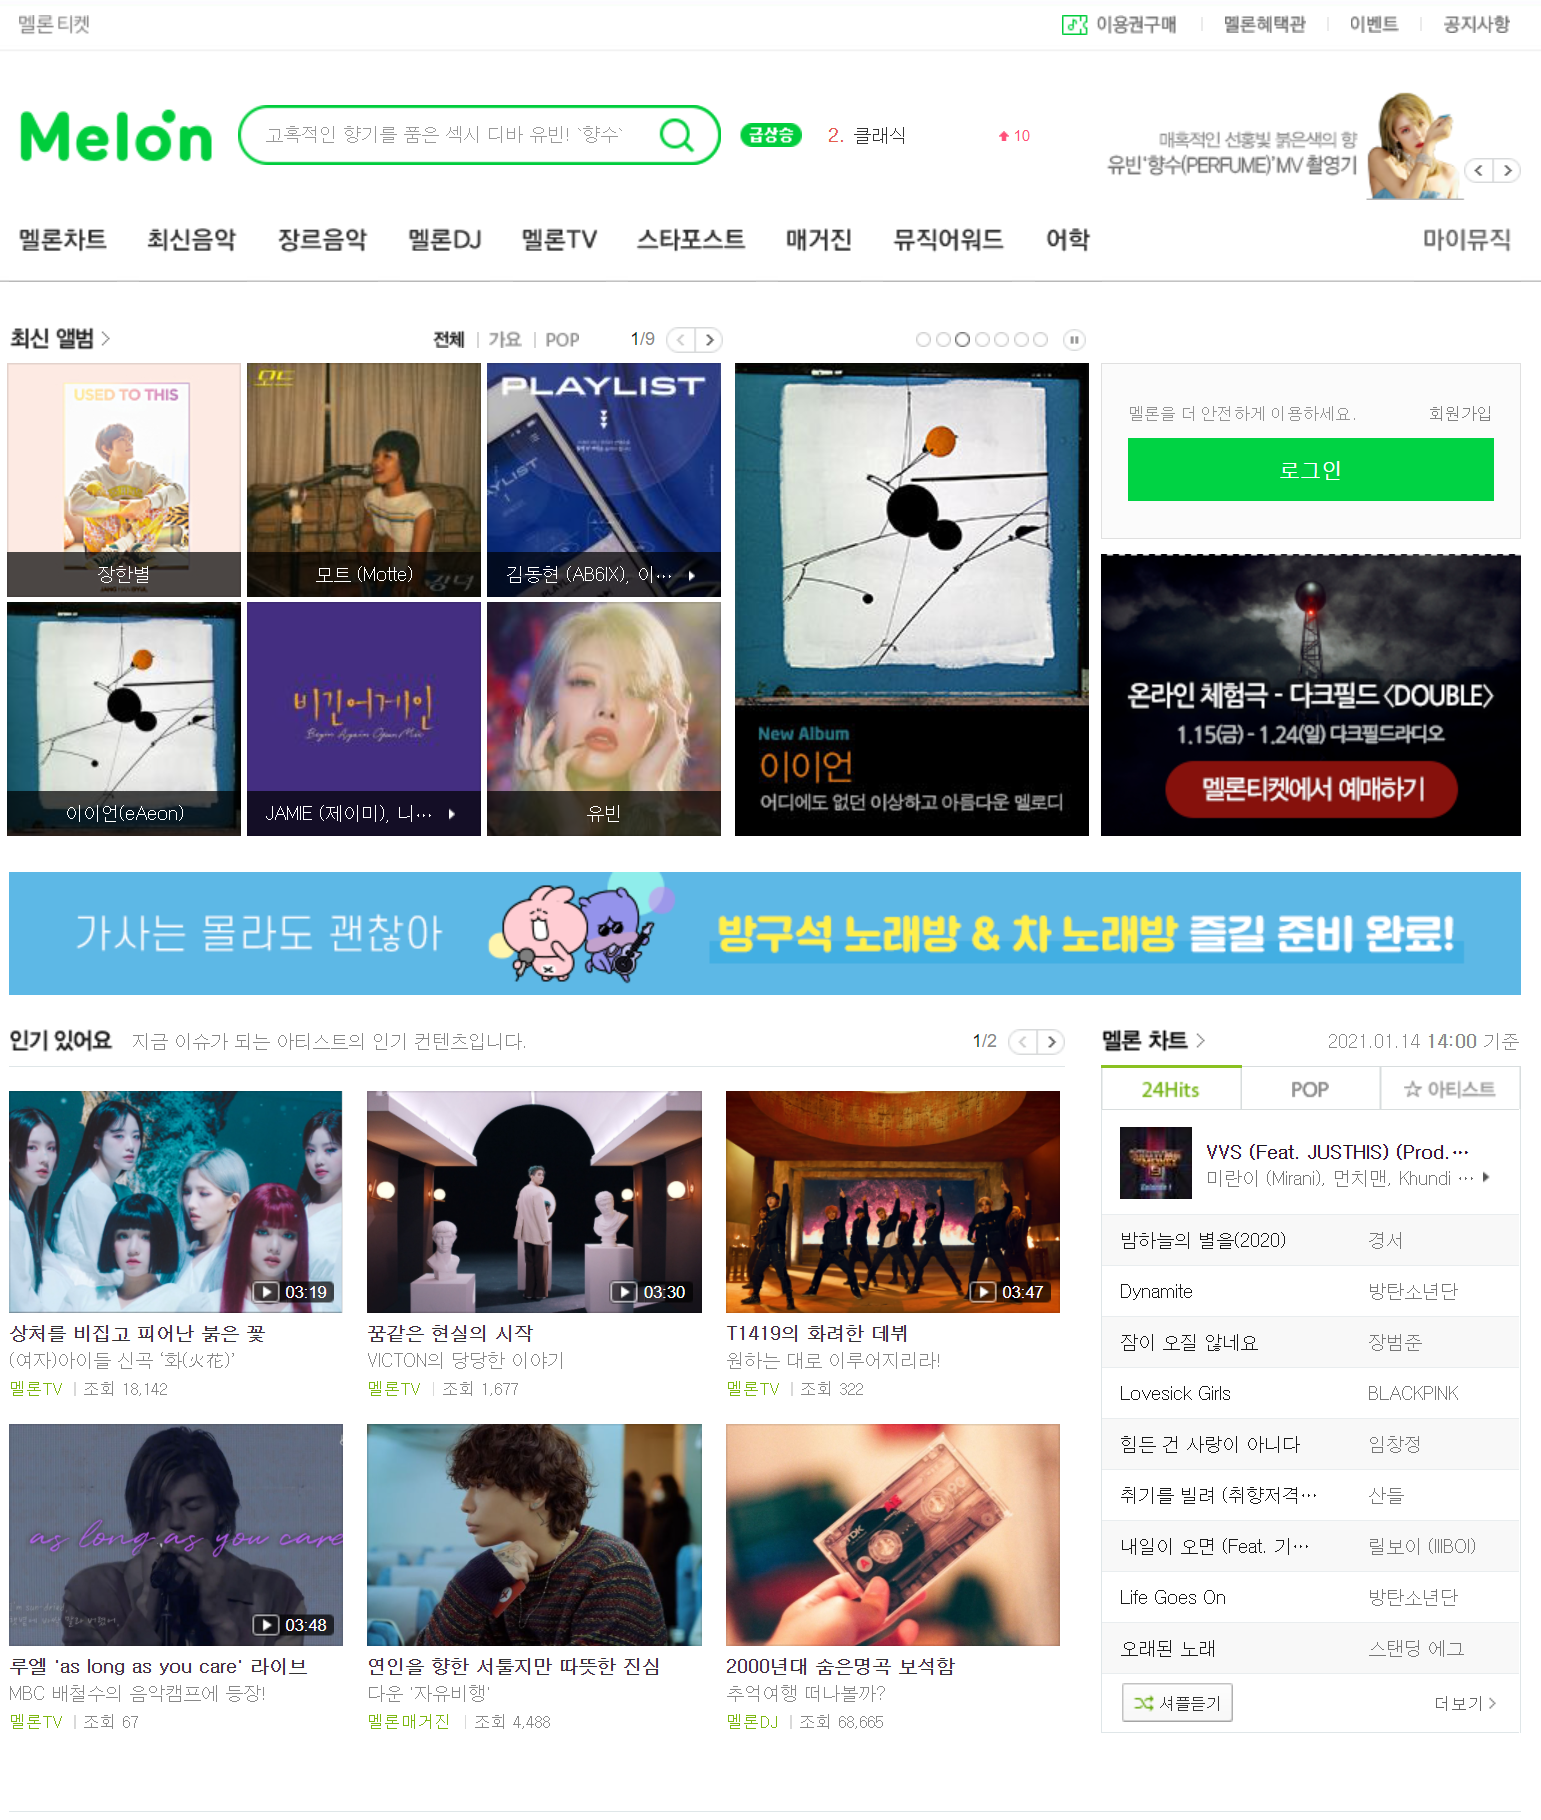 멜론티켓
이용권구매
멜론혜택관
이벤트
공지사항
Melon
고혹적인 향기를 품은 섹시 디바 유빈! `향수`
급상승
2. 클래식
10
매혹적인 선홍빛 붉은색의 향
유빈‘향수(PERFUME)’MV 촬영기
멜론차트
최신음악
장르음악
멜론DJ
멜론TV
스타포스트
매거진
뮤직어워드
어학
마이뮤직
최신 앨범
전체
가요
POP
1/9
USED TO THIS
장한별
모트 (Motte)
PLAYLIST
김동현 (AB6IX), 이…
이이언(eAeon)
비긴어게인
Begin Again Open Mic
JAMIE (제이미), 니…
유빈
New Album
이이언
어디에도 없던 이상하고 아름다운 멜로디
멜론을 더 안전하게 이용하세요.
회원가입
로그인
온라인 체험극 - 다크필드 <DOUBLE>
1.15(금) - 1.24(일) 다크필드라디오
멜론티켓에서 예매하기
가사는 몰라도 괜찮아
방구석 노래방 & 차 노래방 즐길 준비 완료!
인기 있어요
지금 이슈가 되는 아티스트의 인기 컨텐츠입니다.
1/2
03:19
상처를 비집고 피어난 붉은 꽃
(여자)아이들 신곡 ‘화(火花)’
멜론TV
조회 18,142
03:30
꿈같은 현실의 시작
VICTON의 당당한 이야기
멜론TV
조회 1,677
03:47
T1419의 화려한 데뷔
원하는 대로 이루어지리라!
멜론TV
조회 322
as long as you care
03:48
루엘 'as long as you care' 라이브
MBC 배철수의 음악캠프에 등장!
멜론TV
조회 67
연인을 향한 서툴지만 따뜻한 진심
다운 '자유비행'
멜론매거진
조회 4,488
TDK
2000년대 숨은명곡 보석함
추억여행 떠나볼까?
멜론DJ
조회 68,665
멜론 차트
2021.01.14 14:00 기준
24Hits
POP
☆ 아티스트
VVS (Feat. JUSTHIS) (Prod.…
미란이 (Mirani), 먼치맨, Khundi …
밤하늘의 별을(2020)
경서
Dynamite
방탄소년단
잠이 오질 않네요
장범준
Lovesick Girls
BLACKPINK
힘든 건 사랑이 아니다
임창정
취기를 빌려 (취향저격…
산들
내일이 오면 (Feat. 기…
릴보이 (lIlBOI)
Life Goes On
방탄소년단
오래된 노래
스탠딩 에그
셔플듣기
더보기